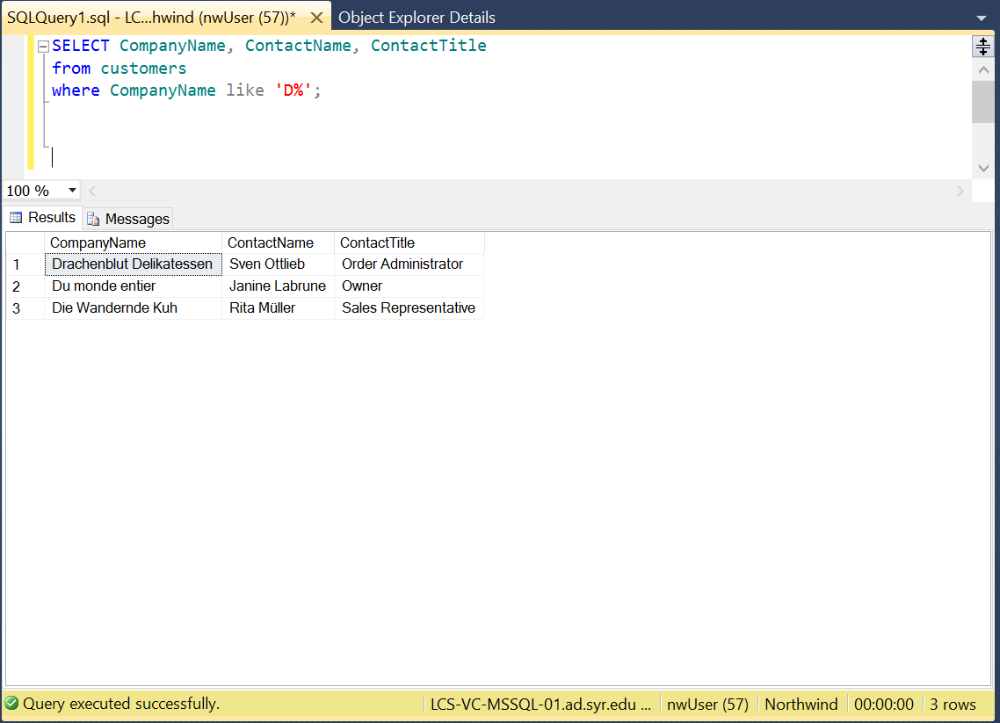 SQLQuery1.sql - LC...hwind (nwUser (57))* Object Explorer Details
SELECT CompanyName, ContactName, ContactTitle
from customers
where CompanyName like 'D%';
100 %
Results Messages
CompanyName ContactName ContactTitle
1 Drachenblut Delikatessen Sven Ottlieb Order Administrator
2 Du monde entier Janine Labrune Owner
3 Die Wandernde Kuh Rita Müller Sales Representative
Query executed successfully. LCS-VC-MSSQL-01.ad.syr.edu ... nwUser (57) Northwind 00:00:00 3 rows